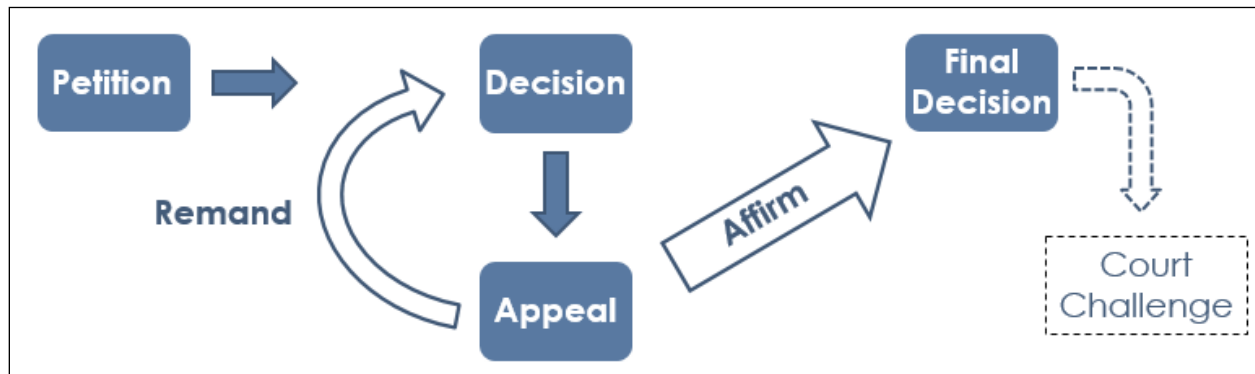 Petition
Decision
Final
Decision
Remand
Affirm
Appeal
Court
Challenge